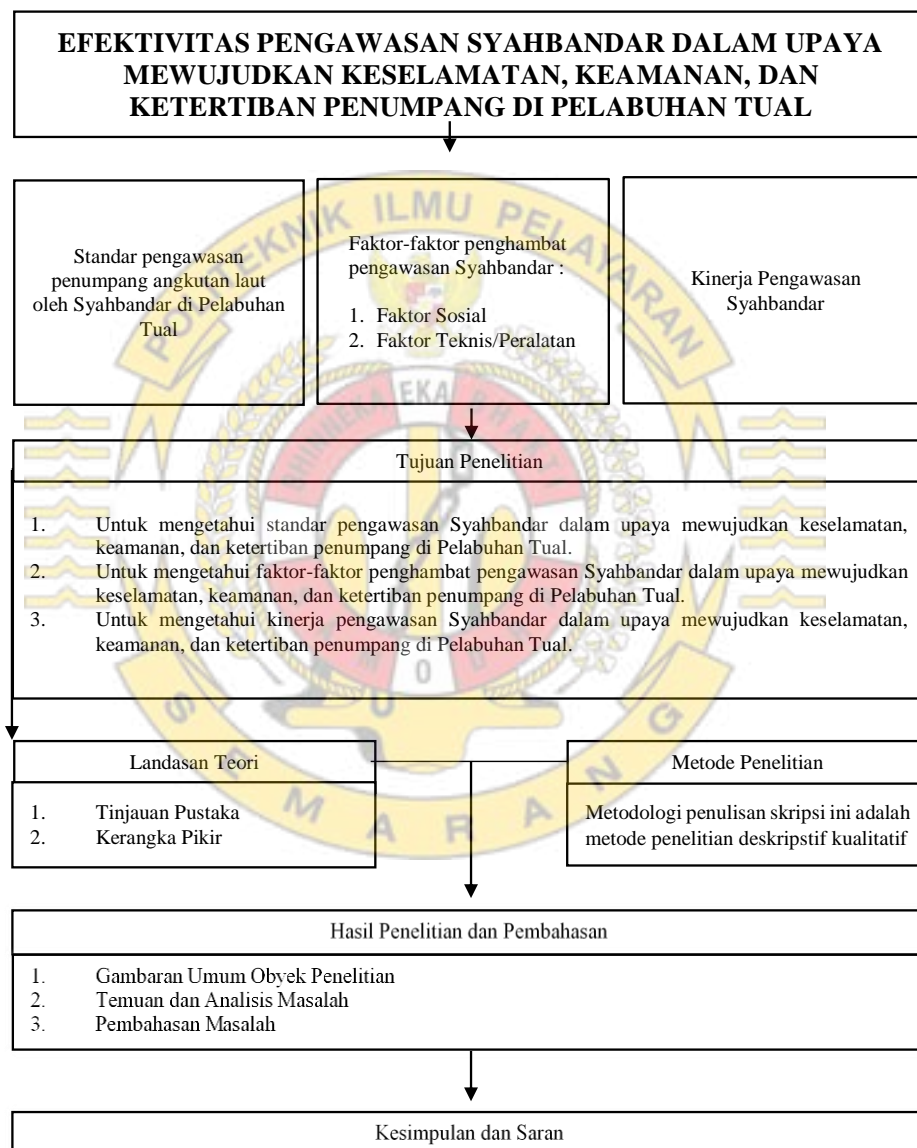 EFEKTIVITAS PENGAWASAN SYAHBANDAR DALAM UPAYA
MEWUJUDKAN KESELAMATAN, KEAMANAN, DAN
KETERTIBAN PENUMPANG DI PELABUHAN TUAL
POLITEKNIK ILMU PELAYARAN
Standar pengawasan
penumpang angkutan laut
oleh Syahbandar di Pelabuhan
Tual
Faktor-faktor penghambat
pengawasan Syahbandar :
1. Faktor Sosial
2. Faktor Teknis/Peralatan
Kinerja Pengawasan
Syahbandar
BHINNEKA EKA BHAKTI
Tujuan Penelitian
1. Untuk mengetahui standar pengawasan Syahbandar dalam upaya mewujudkan keselamatan,
keamanan, dan ketertiban penumpang di Pelabuhan Tual.
2. Untuk mengetahui faktor-faktor penghambat pengawasan Syahbandar dalam upaya mewujudkan
keselamatan, keamanan, dan ketertiban penumpang di Pelabuhan Tual.
3. Untuk mengetahui kinerja pengawasan Syahbandar dalam upaya mewujudkan keselamatan,
keamanan, dan ketertiban penumpang di Pelabuhan Tual.
SEMARANG
Landasan Teori
1. Tinjauan Pustaka
2. Kerangka Pikir
Metode Penelitian
Metodologi penulisan skripsi ini adalah
metode penelitian deskripstif kualitatif
Hasil Penelitian dan Pembahasan
1. Gambaran Umum Obyek Penelitian
2. Temuan dan Analisis Masalah
3. Pembahasan Masalah
Kesimpulan dan Saran